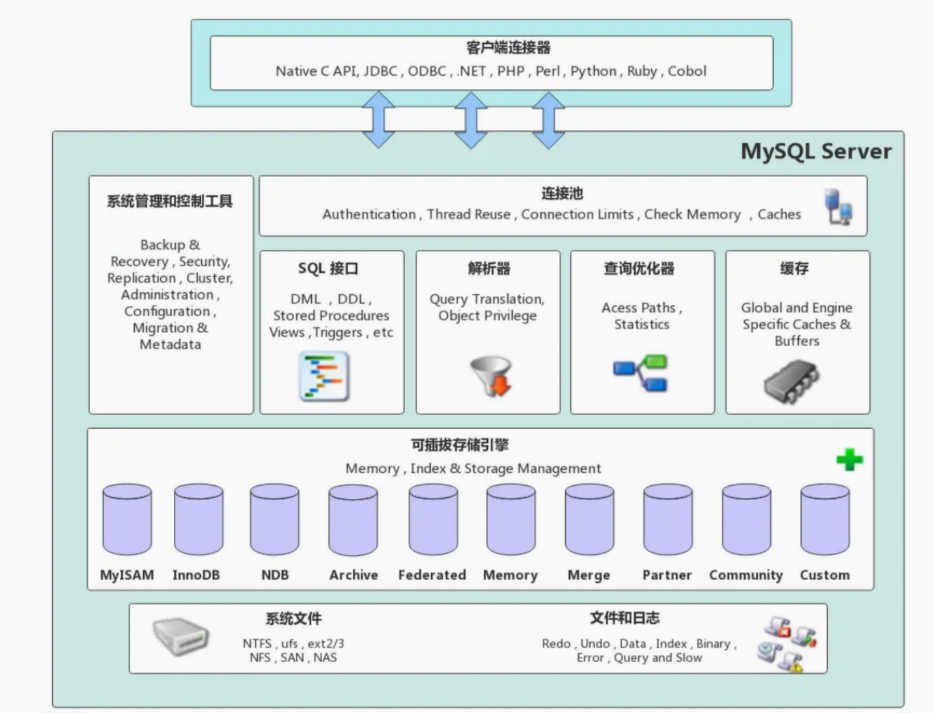 客户端连接器
Native C API, JDBC , ODBC , .NET , PHP , Perl , Python , Ruby , Cobol
MySQL Server
系统管理和控制工具
Backup &
Recovery , Security,
Replication , Cluster,
Administration ,
Configuration ,
Migration &
Metadata
连接池
Authentication , Thread Reuse , Connection Limits , Check Memory , Caches
SQL 接口
DML , DDL ,
Stored Procedures
Views ,Triggers , etc
解析器
Query Translation,
Object Privilege
查询优化器
Acess Paths ,
Statistics
缓存
Global and Engine
Specific Caches &
Buffers
可插拔存储引擎
Memory , Index & Storage Management
MyISAM InnoDB NDB Archive Federated Memory Merge Partner Community Custom
系统文件
NTFS , ufs , ext2/3
NFS , SAN , NAS
文件和日志
Redo , Undo , Data , Index , Binary ,
Error , Query and Slow